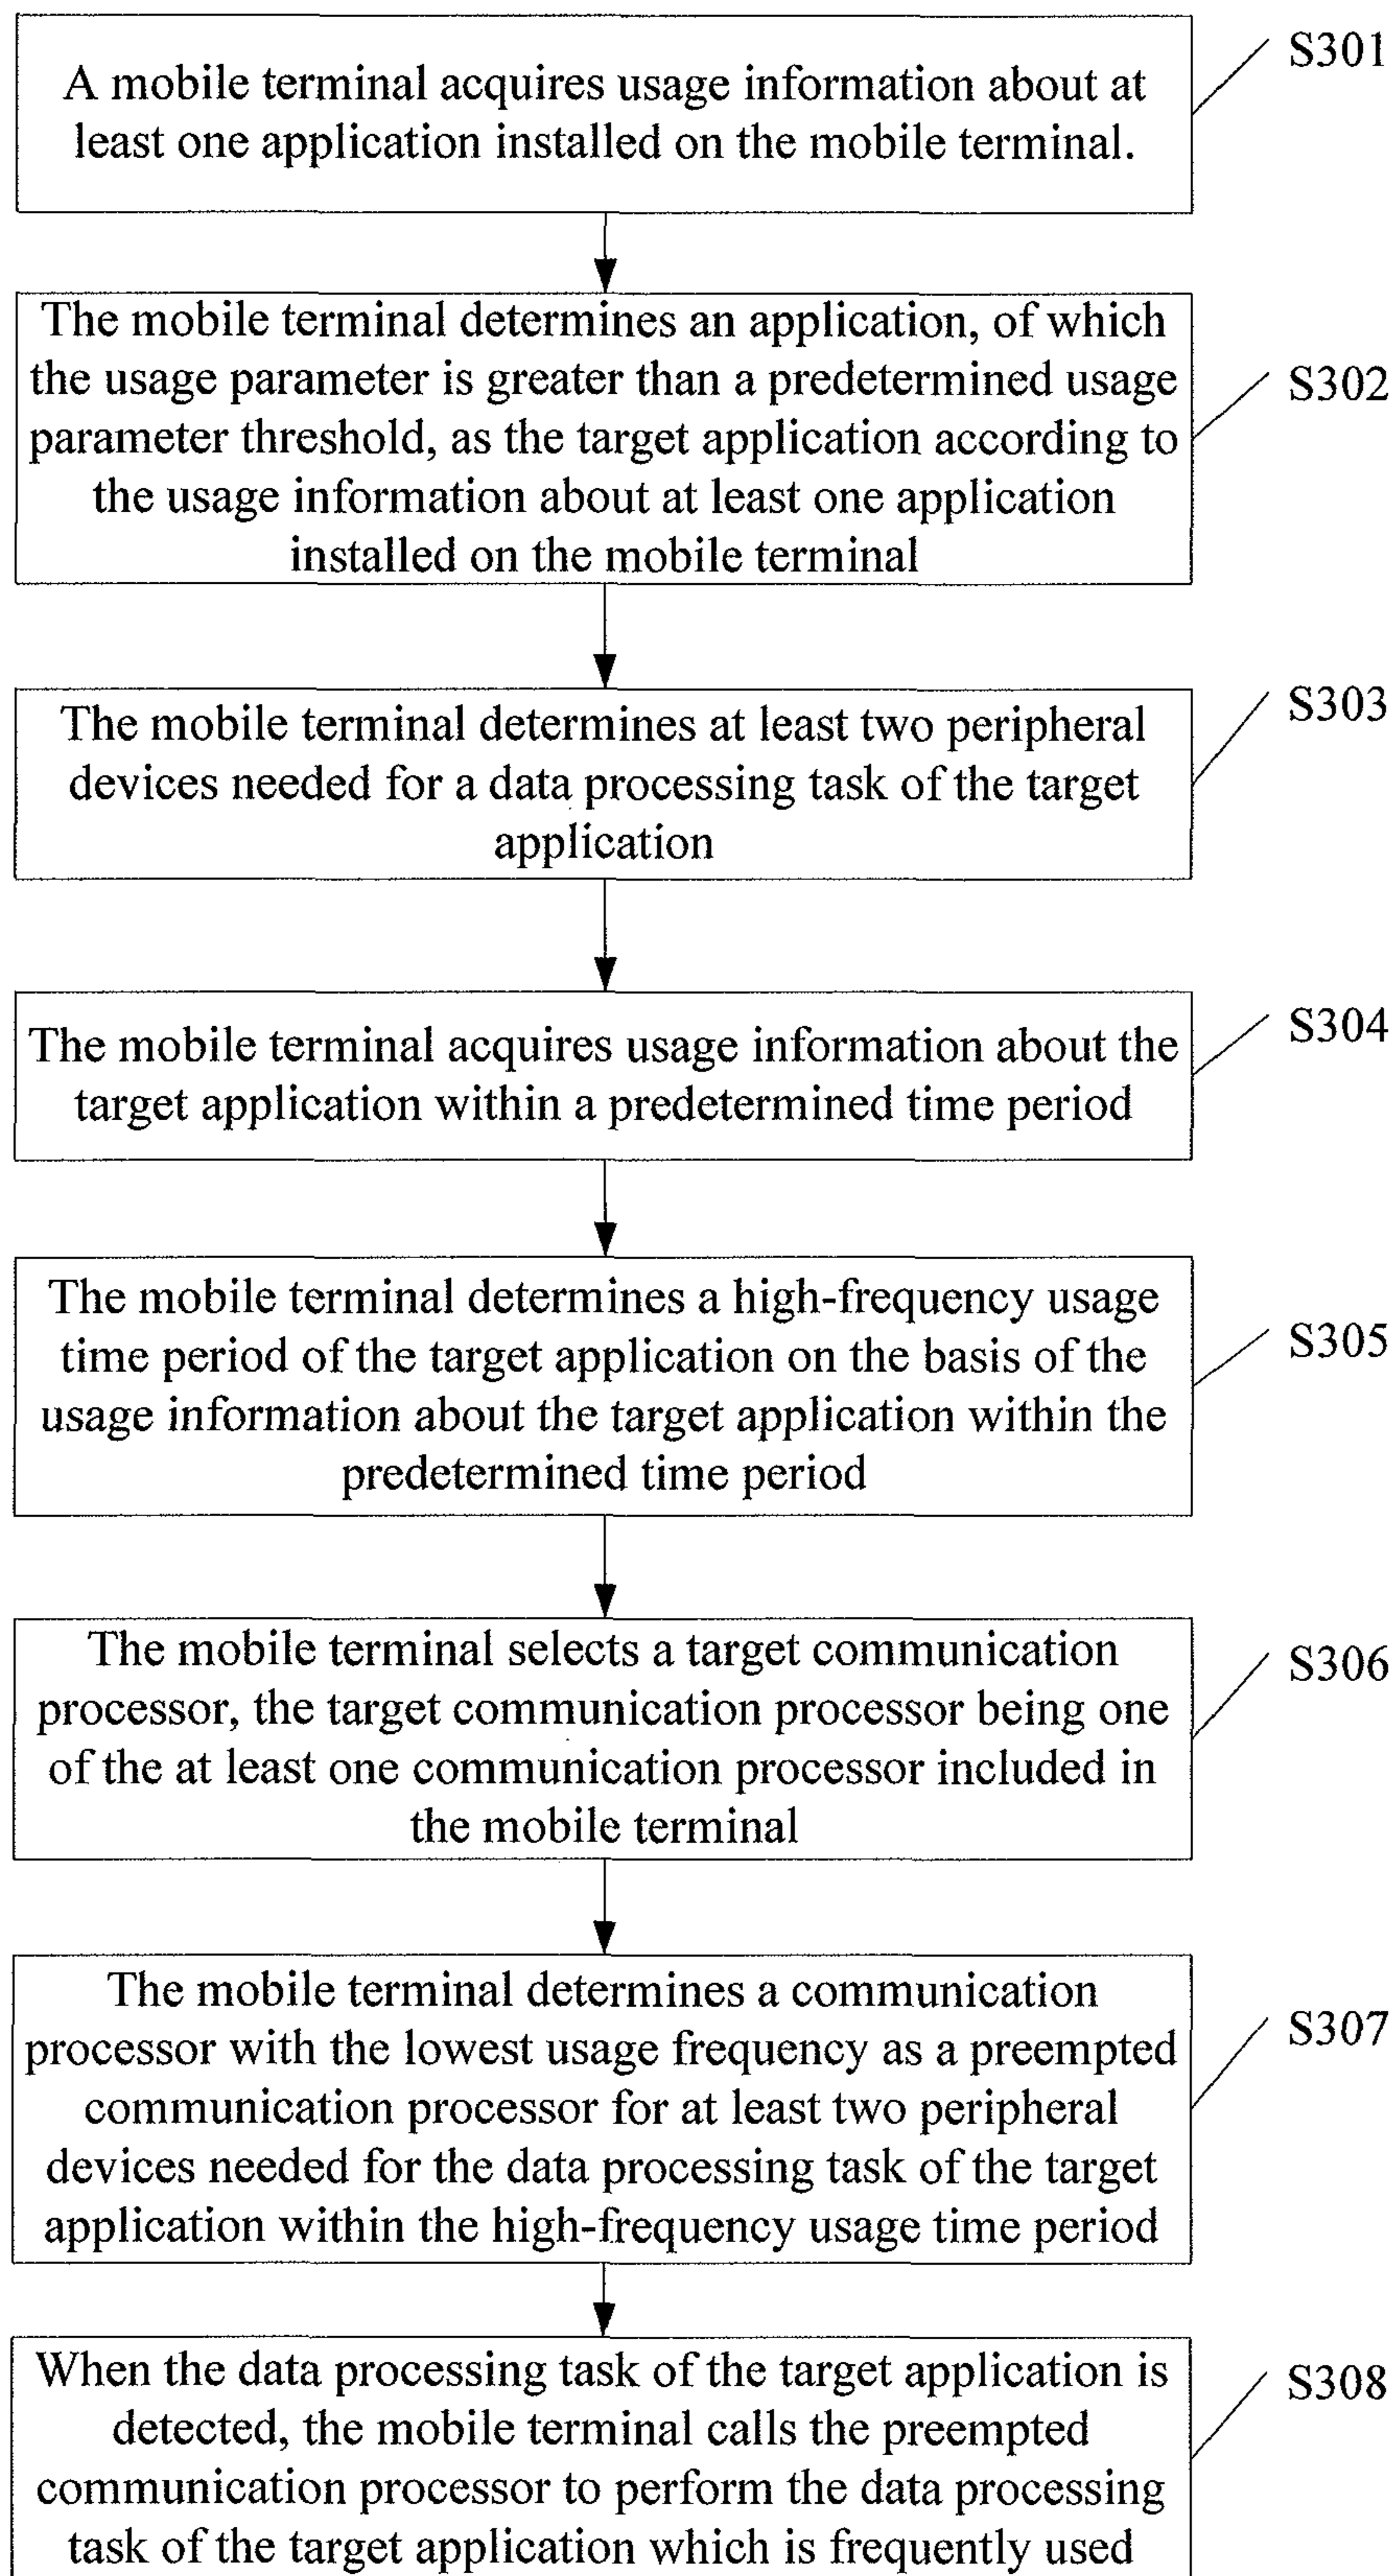 A mobile terminal acquires usage information about at
least one application installed on the mobile terminal.
S301
The mobile terminal determines an application, of which
the usage parameter is greater than a predetermined usage
parameter threshold, as the target application according to
the usage information about at least one application
installed on the mobile terminal
S302
The mobile terminal determines at least two peripheral
devices needed for a data processing task of the target
application
S303
The mobile terminal acquires usage information about the
target application within a predetermined time period
S304
The mobile terminal determines a high-frequency usage
time period of the target application on the basis of the
usage information about the target application within the
predetermined time period
S305
The mobile terminal selects a target communication
processor, the target communication processor being one
of the at least one communication processor included in
the mobile terminal
S306
The mobile terminal determines a communication
processor with the lowest usage frequency as a preempted
communication processor for at least two peripheral
devices needed for the data processing task of the target
application within the high-frequency usage time period
S307
When the data processing task of the target application is
detected, the mobile terminal calls the preempted
communication processor to perform the data processing
task of the target application which is frequently used
S308